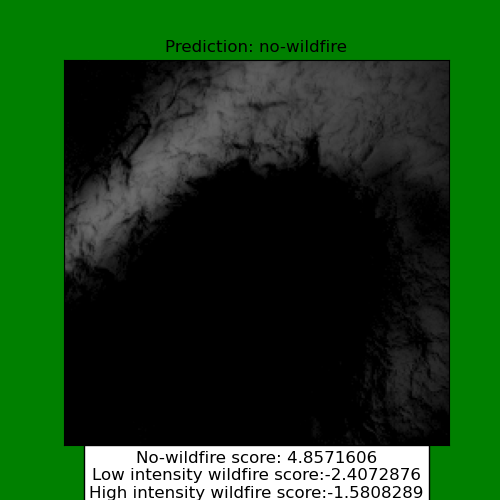 Prediction: no-wildfire
No-wildfire score: 4.8571606
Low intensity wildfire score:-2.4072876
High intensity wildfire score:-1.5808289